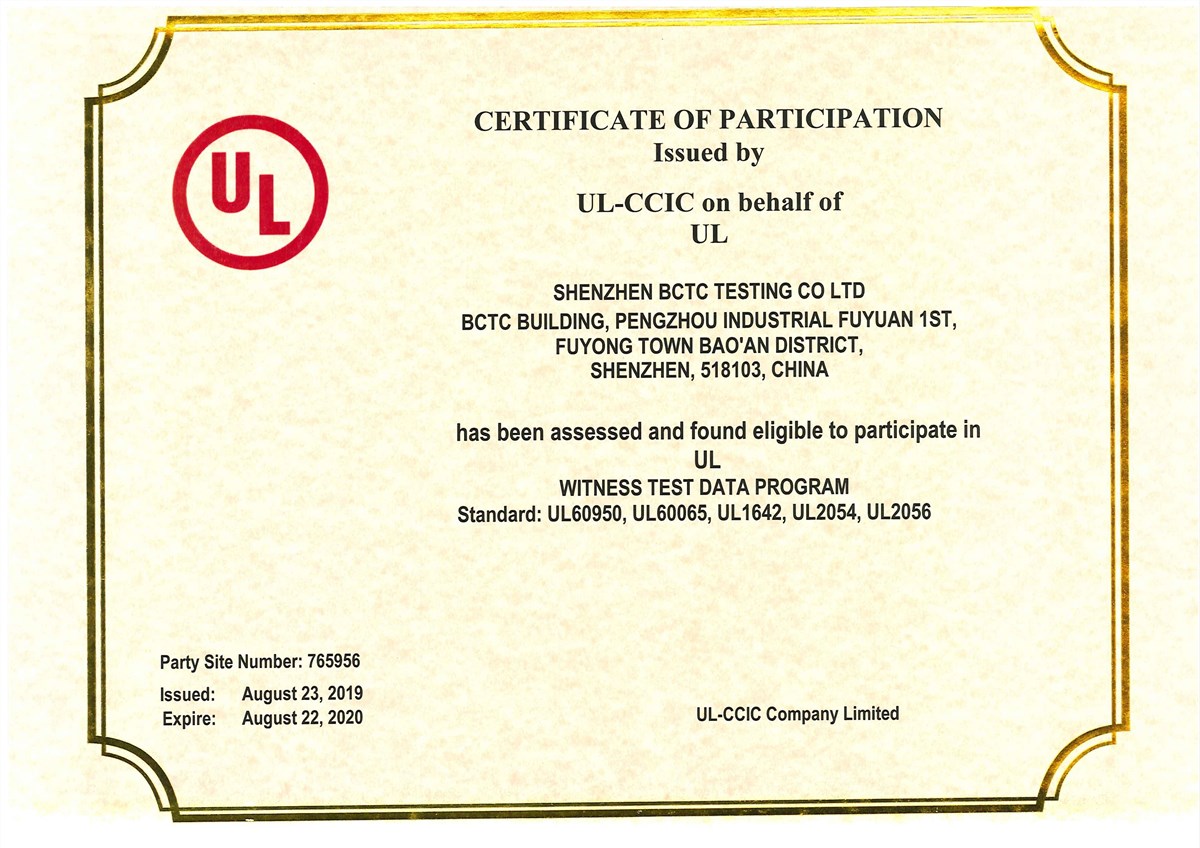 UL
CERTIFICATE OF PARTICIPATION
Issued by
UL-CCIC on behalf of
UL
SHENZHEN BCTC TESTING CO LTD
BCTC BUILDING, PENGZHOU INDUSTRIAL FUYUAN 1ST,
FUYONG TOWN BAO'AN DISTRICT,
SHENZHEN, 518103, CHINA
has been assessed and found eligible to participate in
UL
WITNESS TEST DATA PROGRAM
Standard: UL60950, UL60065, UL1642, UL2054, UL2056
Party Site Number: 765956
Issued: August 23, 2019
Expire: August 22, 2020
UL-CCIC Company Limited